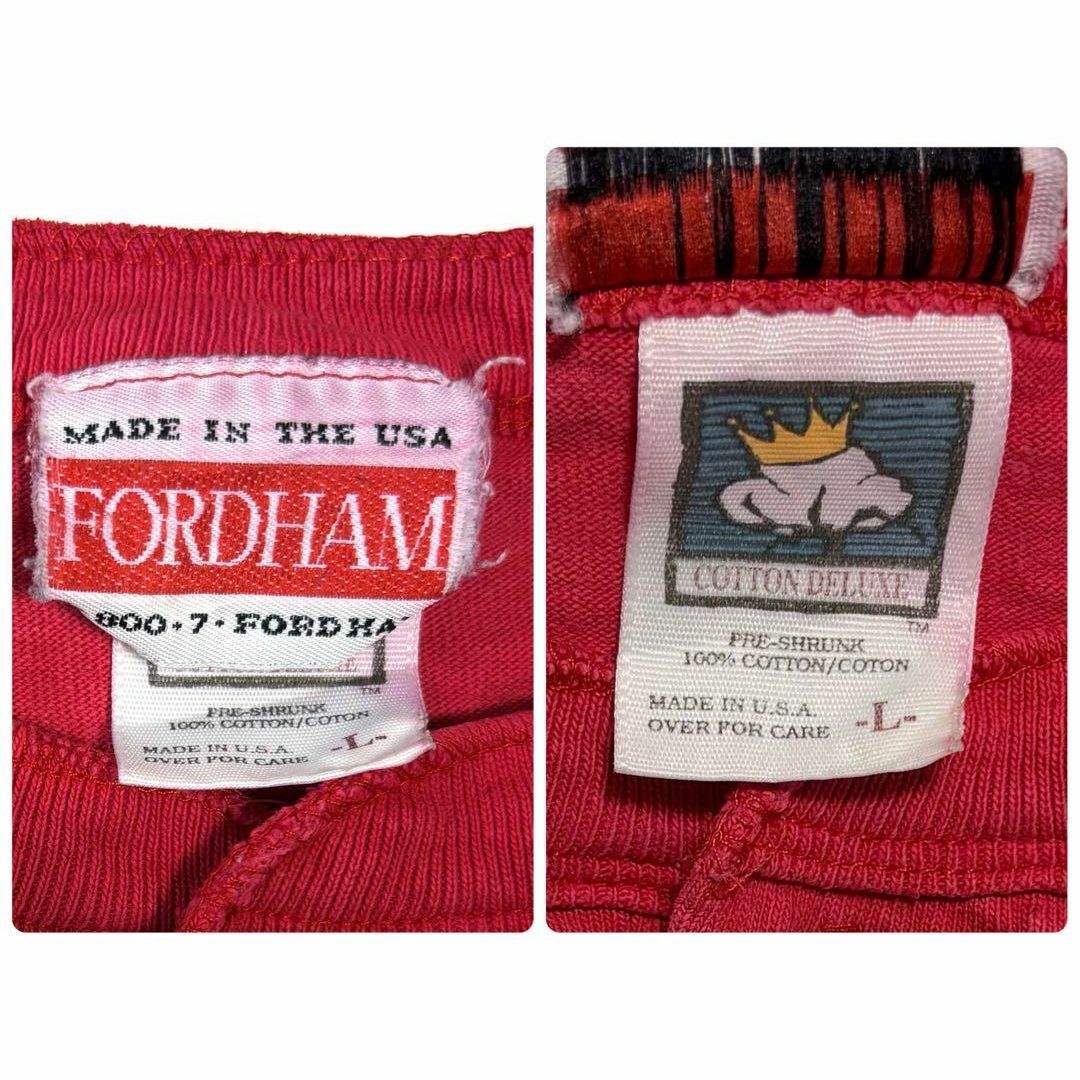 MADE IN THE USA
FORDHAM
800·7·FORDHA
TM
PRE-SHRUNK
100% COTTON/COTON
MADE IN U.S.A.
OVER FOR CARE
-L-
COTTON DELUXE
TM
PRE-SHRUNK
100% COTTON/COTON
MADE IN U.S.A.
OVER FOR CARE
-L-